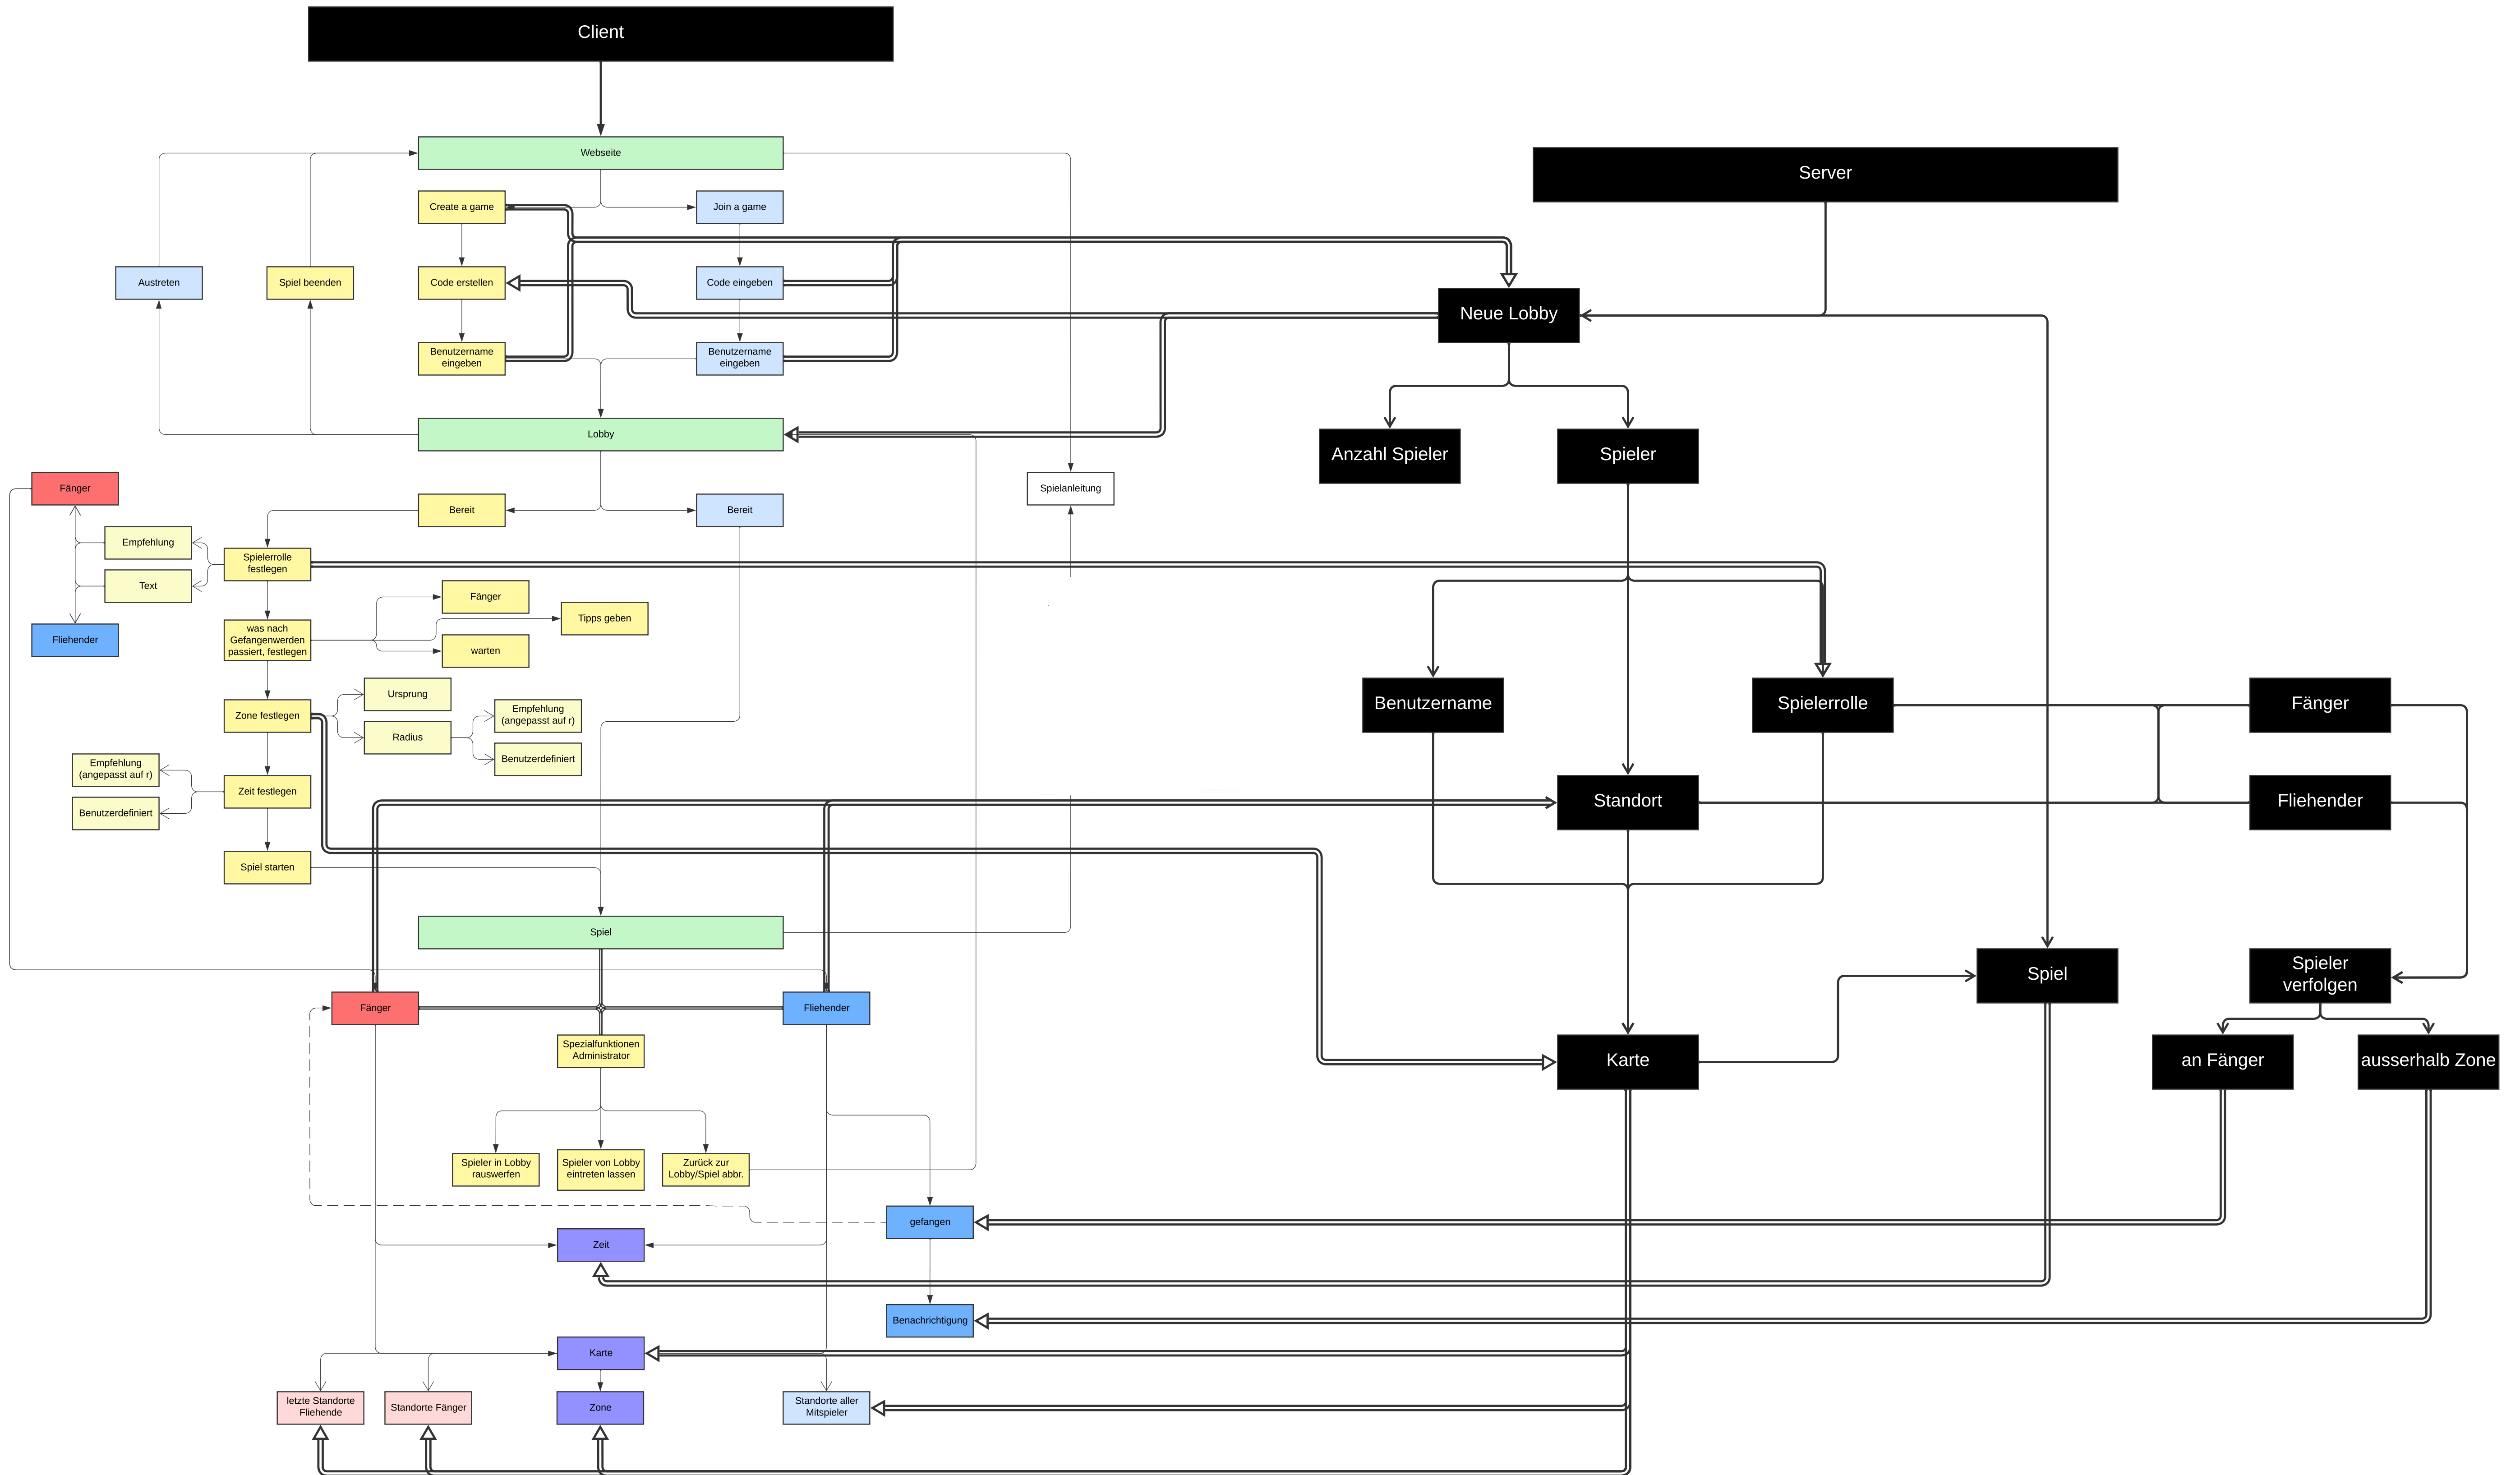 Client
Webseite
Server
Create a game
Join a game
Austreten
Spiel beenden
Code erstellen
Code eingeben
Neue Lobby
Benutzername
eingeben
Benutzername
eingeben
Lobby
Anzahl Spieler
Spieler
Fänger
Spielanleitung
Bereit
Bereit
Empfehlung
Spielerrolle
festlegen
Text
Fänger
Tipps geben
Fliehender
was nach
Gefangenwerden
passiert, festlegen
warten
Ursprung
Zone festlegen
Empfehlung
(angepasst auf r)
Radius
Benutzerdefiniert
Benutzername
Spielerrolle
Fänger
Empfehlung
(angepasst auf r)
Zeit festlegen
Benutzerdefiniert
Standort
Fliehender
Spiel starten
Spiel
Spiel
Spieler
verfolgen
Fänger
Fliehender
Spezialfunktionen
Administrator
Karte
an Fänger
ausserhalb Zone
Spieler in Lobby
rauswerfen
Spieler von Lobby
eintreten lassen
Zurück zur
Lobby/Spiel abbr.
gefangen
Zeit
Benachrichtigung
Karte
letzte Standorte
Fliehende
Standorte Fänger
Zone
Standorte aller
Mitspieler